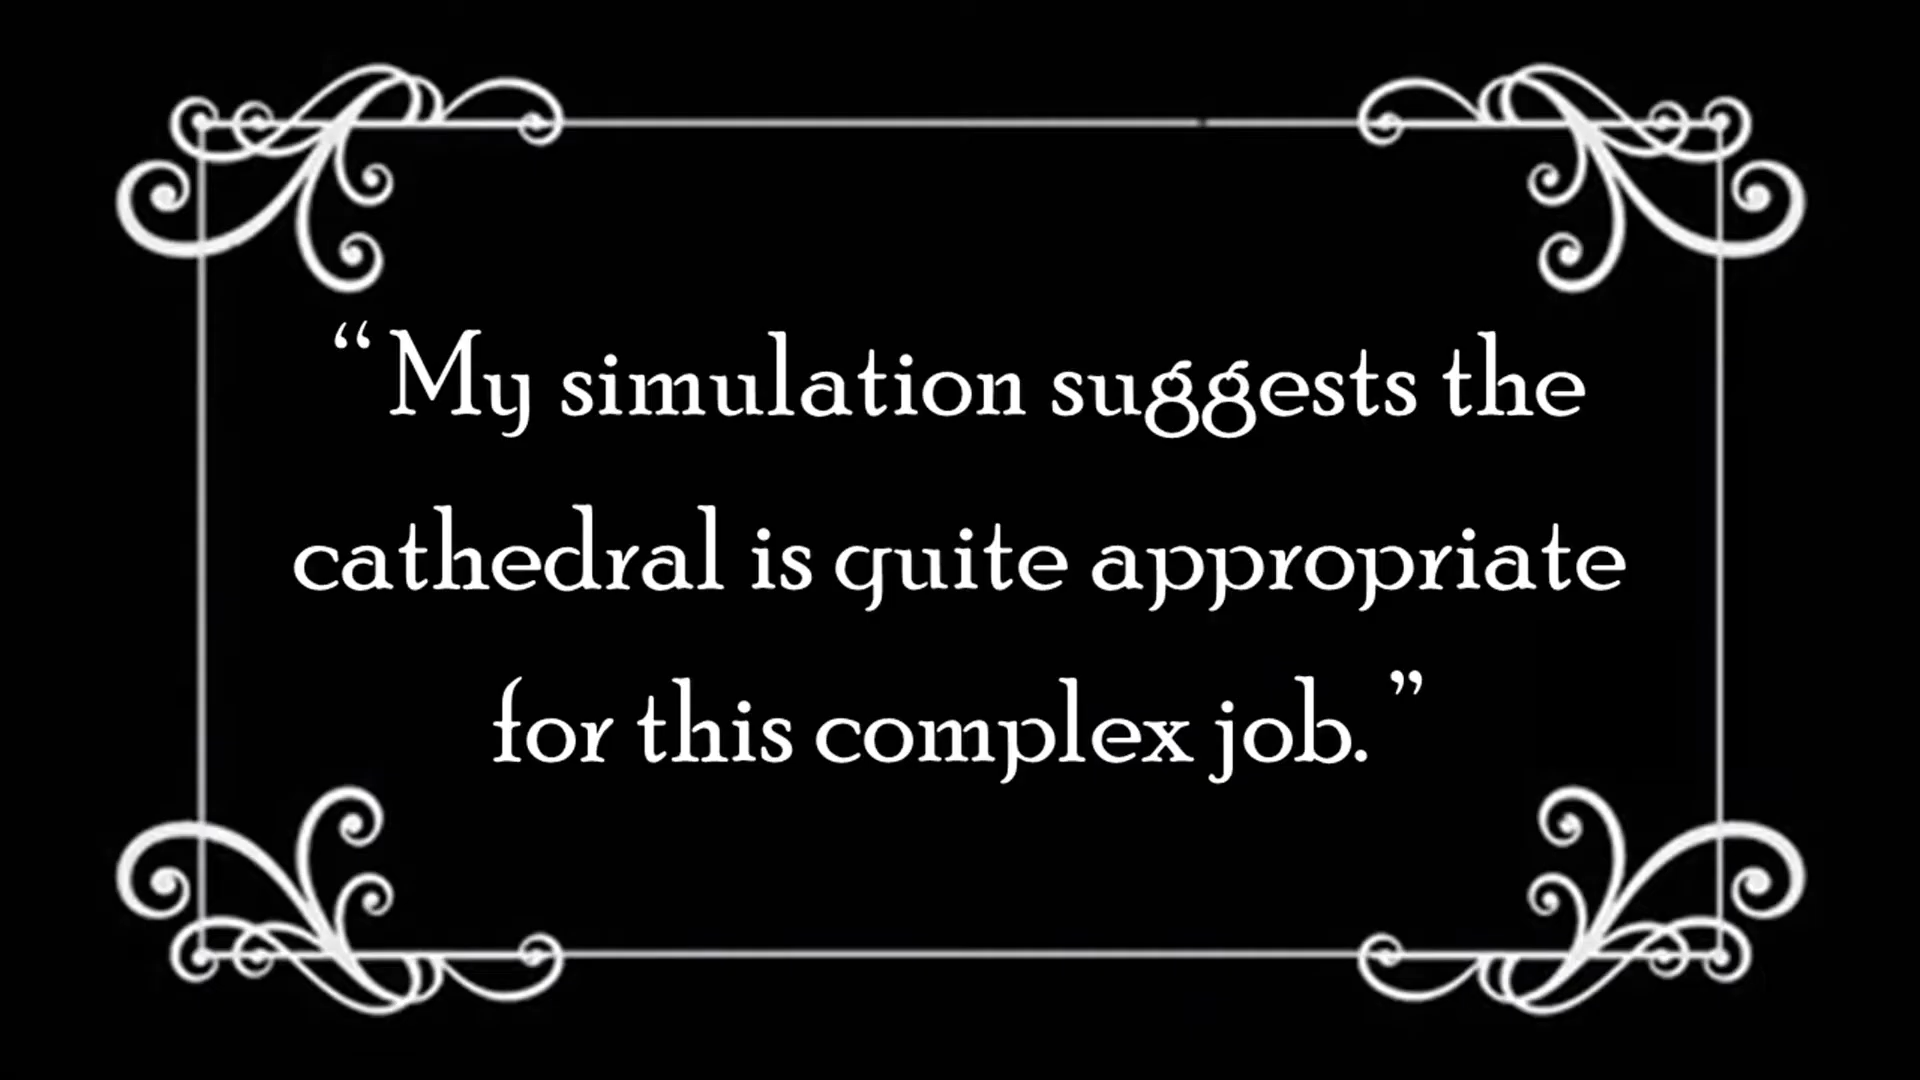 “My simulation suggests the
cathedral is quite appropriate
for this complex job.”